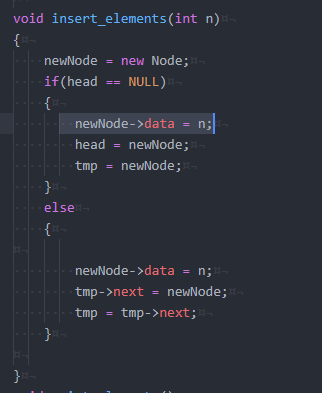 void insert_elements(int n)
{
    newNode = new Node;
    if(head == NULL)
    {
        newNode->data = n;
        head = newNode;
        tmp = newNode;
    }
    else
    {
        newNode->data = n;
        tmp->next = newNode;
        tmp = tmp->next;
    }
}